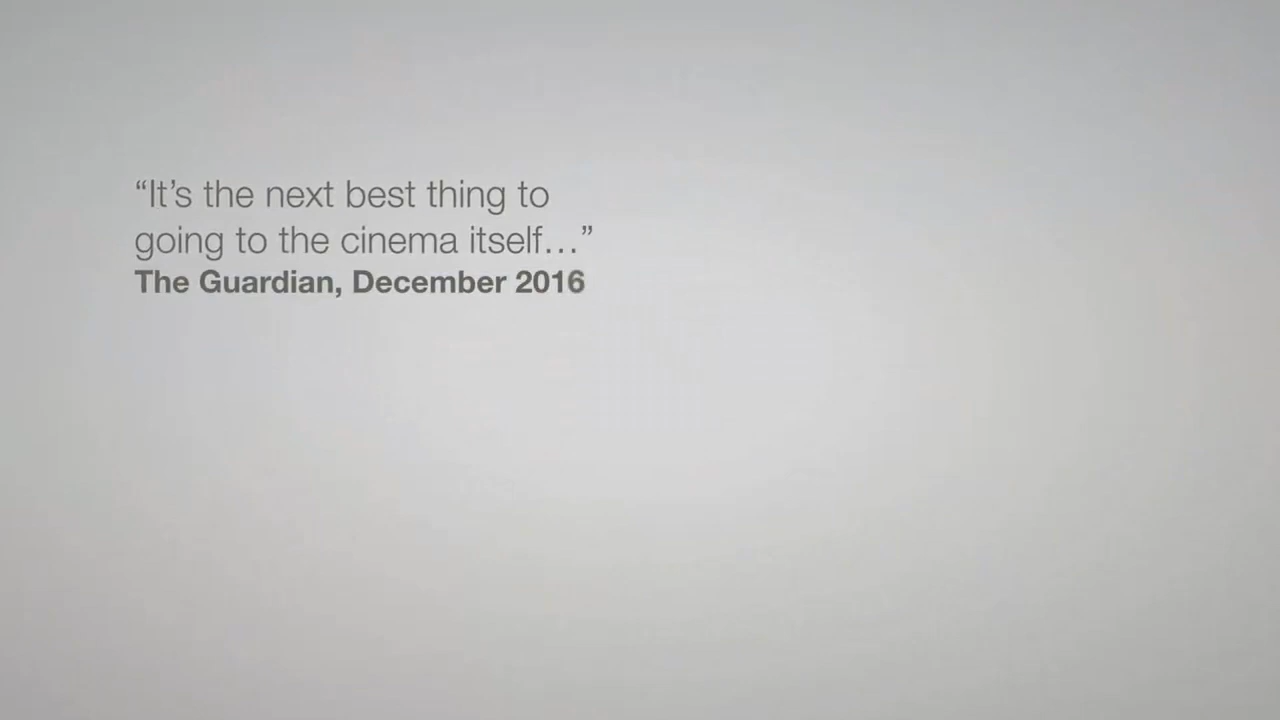 “It’s the next best thing to
going to the cinema itself…”
The Guardian, December 2016